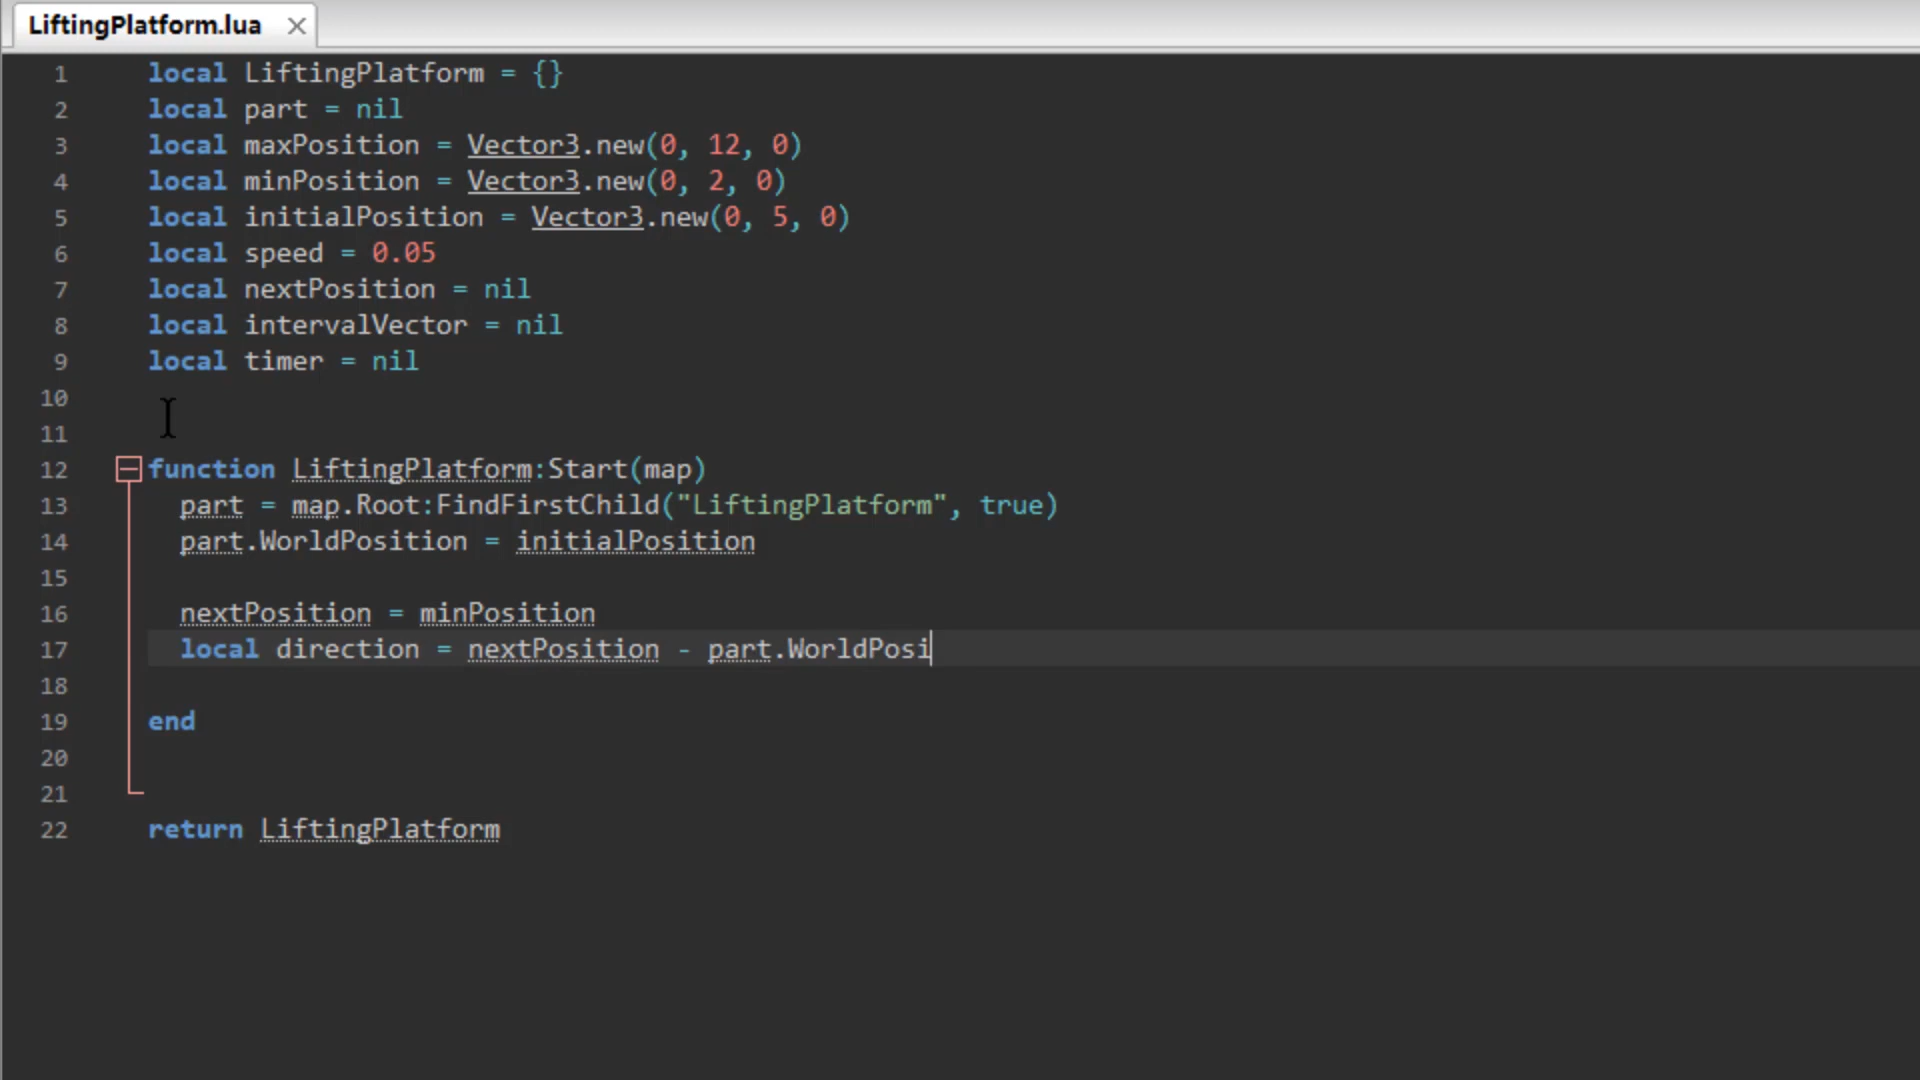 LiftingPlatform.lua
1 local LiftingPlatform = {}
2 local part = nil
3 local maxPosition = Vector3.new(0, 12, 0)
4 local minPosition = Vector3.new(0, 2, 0)
5 local initialPosition = Vector3.new(0, 5, 0)
6 local speed = 0.05
7 local nextPosition = nil
8 local intervalVector = nil
9 local timer = nil
10
11
12 function LiftingPlatform:Start(map)
13 part = map.Root:FindFirstChild("LiftingPlatform", true)
14 part.WorldPosition = initialPosition
15
16 nextPosition = minPosition
17 local direction = nextPosition - part.WorldPosi
18
19 end
20
21
22 return LiftingPlatform